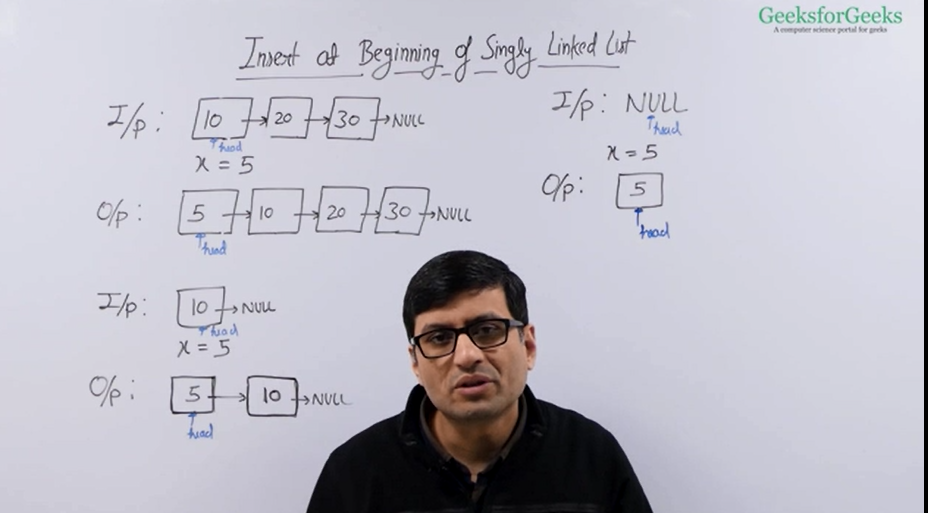 GeeksforGeeks
A computer science portal for geeks
Insert at Beginning of Singly Linked List
I/p: 10 20 30 NULL
head
x = 5
O/p: 5 10 20 30 NULL
head
I/p: 10 NULL
head
x = 5
O/p: 5 10 NULL
head
I/p: NULL
head
x = 5
O/p: 5
head